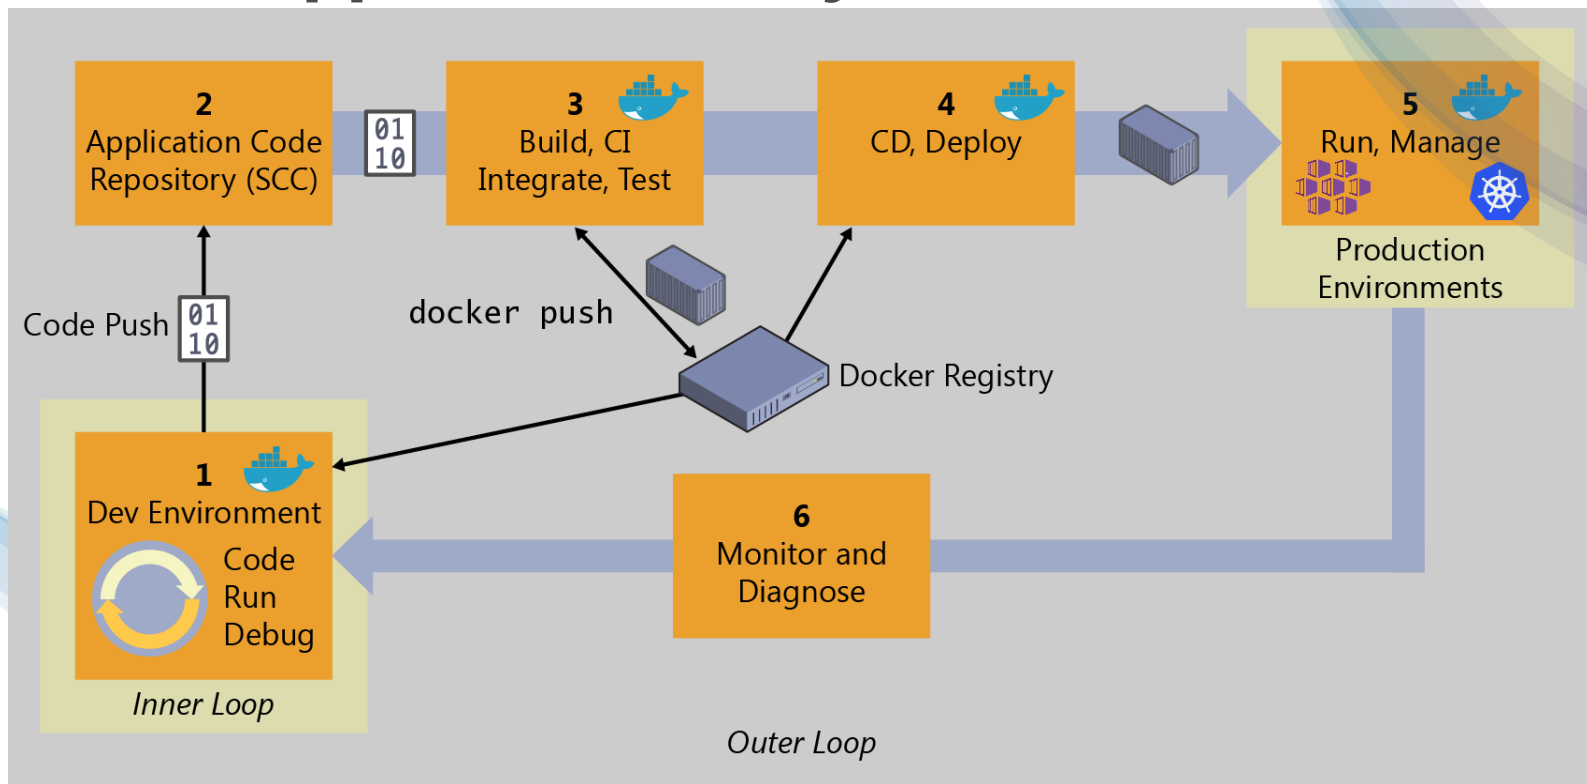 2
Application Code
Repository (SCC)
01
10
3
Build, CI
Integrate, Test
4
CD, Deploy
5
Run, Manage
Production
Environments
Code Push
01
10
docker push
Docker Registry
1
Dev Environment
Code
Run
Debug
Inner Loop
6
Monitor and
Diagnose
Outer Loop